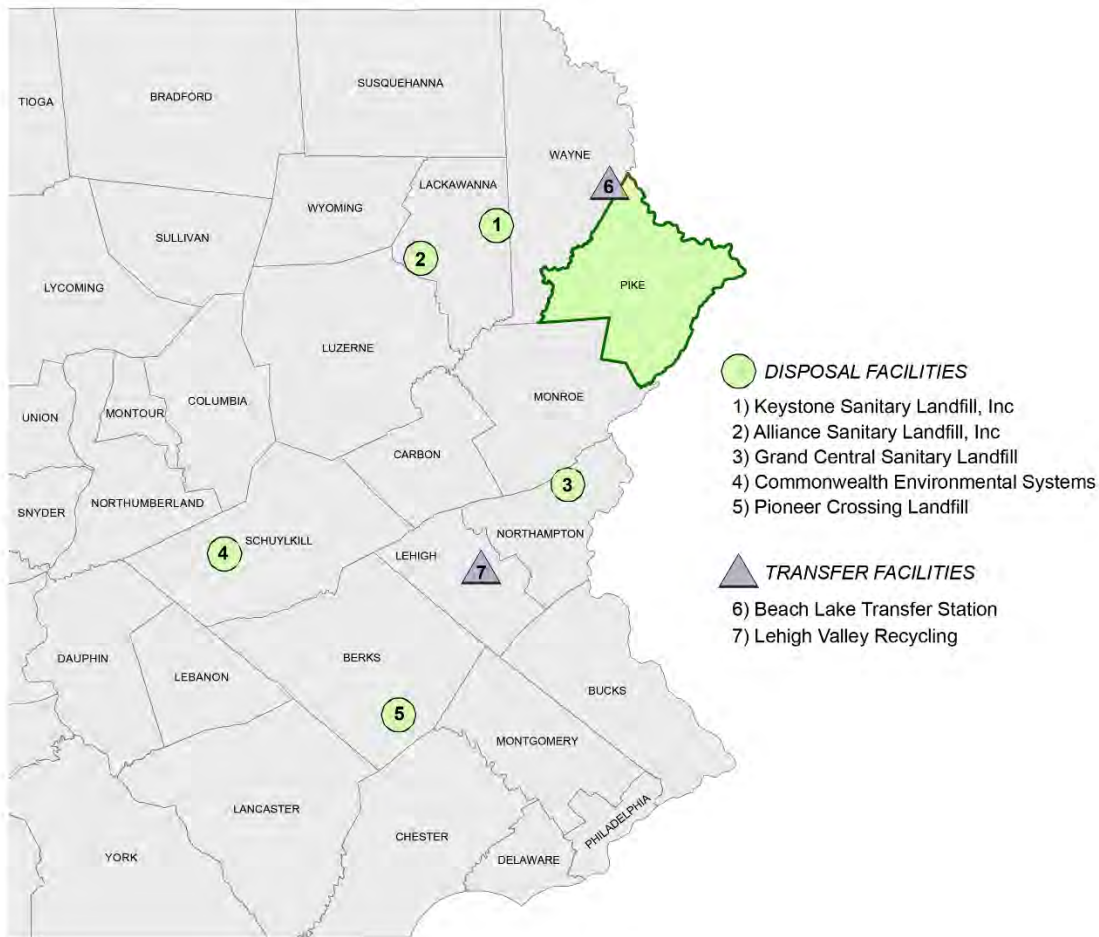 SUSQUEHANNA
BRADFORD
TIOGA
WAYNE
LACKAWANNA
6
WYOMING
1
SULLIVAN
2
LYCOMING
PIKE
LUZERNE
DISPOSAL FACILITIES
1) Keystone Sanitary Landfill, Inc
2) Alliance Sanitary Landfill, Inc
3) Grand Central Sanitary Landfill
4) Commonwealth Environmental Systems
5) Pioneer Crossing Landfill
COLUMBIA
MONROE
UNION
MONTOUR
CARBON
3
NORTHUMBERLAND
SNYDER
NORTHAMPTON
SCHUYLKILL
4
LEHIGH
7
TRANSFER FACILITIES
6) Beach Lake Transfer Station
7) Lehigh Valley Recycling
DAUPHIN
BERKS
LEBANON
BUCKS
5
MONTGOMERY
LANCASTER
PHILADELPHIA
CHESTER
YORK
DELAWARE